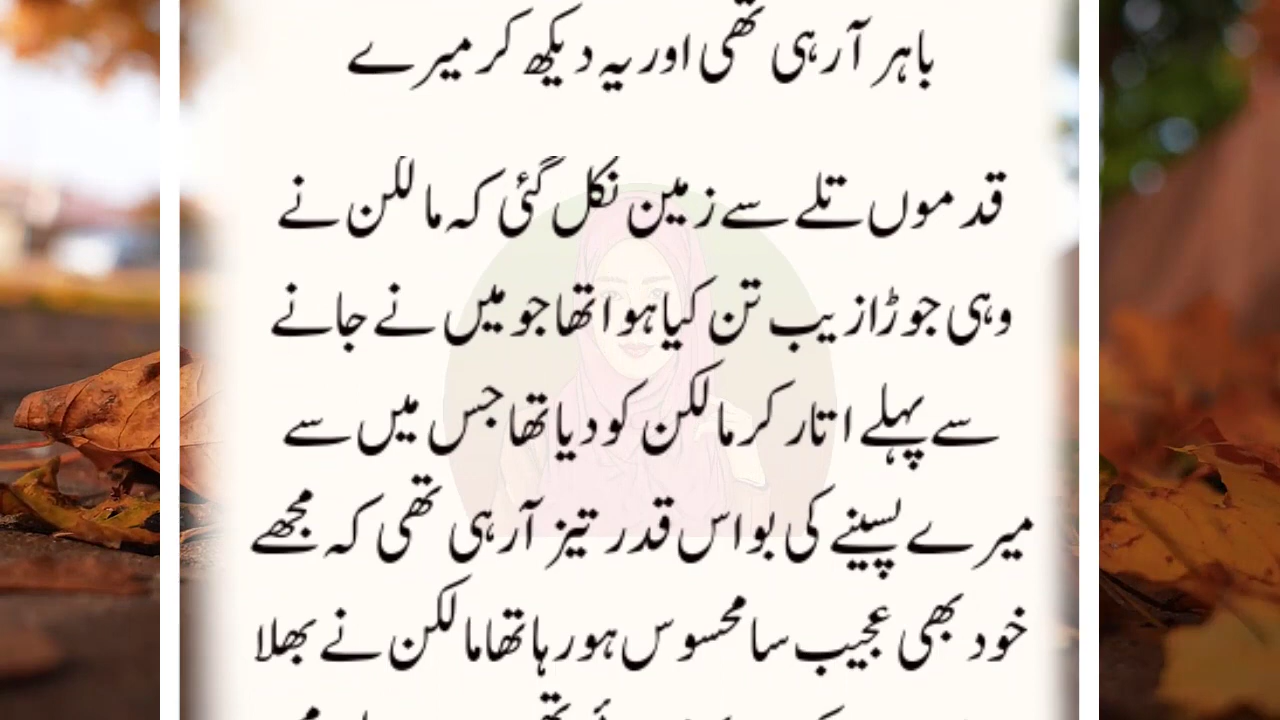 باہر آرہی تھی اور یہ دیکھ کر میرے
قدموں تلے سے زمین نکل گئی کہ مالکن نے
وہی جوڑا زیب تن کیا ہوا تھا جو میں نے جانے
سے پہلے اتار کر مالکن کو دیا تھا جس میں سے
میرے پسینے کی بو اس قدر تیز آرہی تھی کہ مجھے
خود بھی عجیب سا محسوس ہورہا تھا مالکن نے بھلا